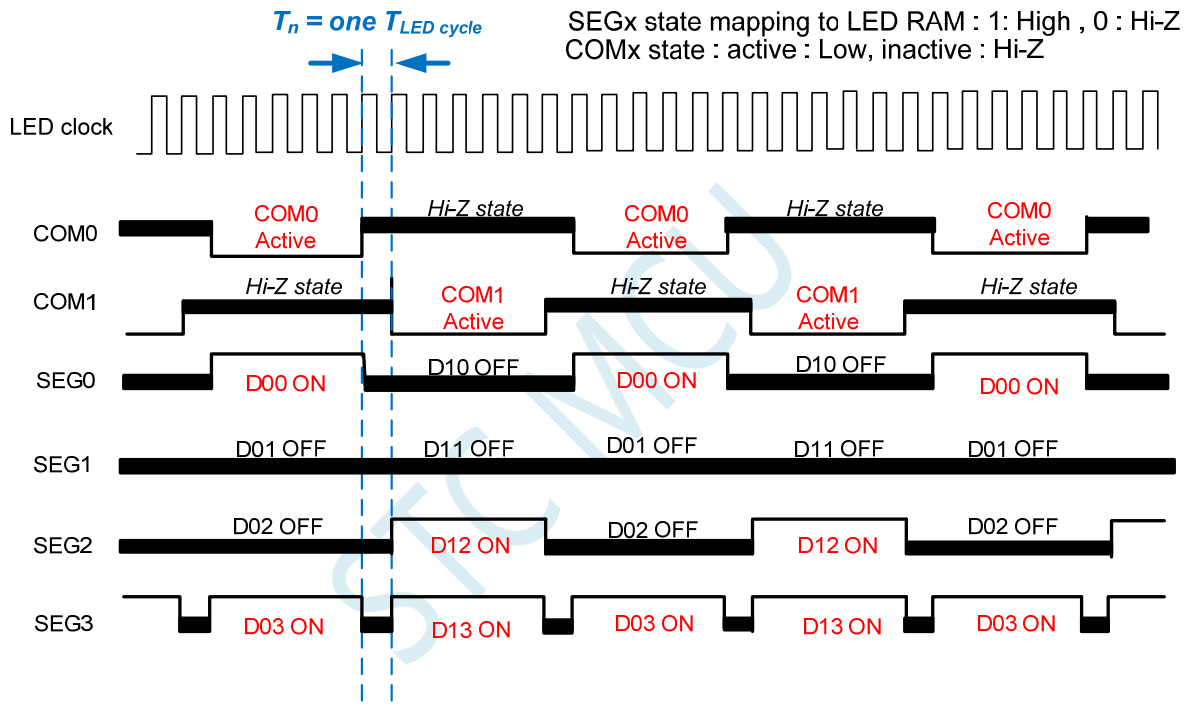 Tn = one TLED cycle
SEGx state mapping to LED RAM : 1: High , 0 : Hi-Z
COMx state : active : Low, inactive : Hi-Z
LED clock
COM0
COM0 Active
Hi-Z state
COM0 Active
Hi-Z state
COM0 Active
COM1
Hi-Z state
COM1 Active
Hi-Z state
COM1 Active
Hi-Z state
SEG0
D00 ON
D10 OFF
D00 ON
D10 OFF
D00 ON
SEG1
D01 OFF
D11 OFF
D01 OFF
D11 OFF
D01 OFF
SEG2
D02 OFF
D12 ON
D02 OFF
D12 ON
D02 OFF
SEG3
D03 ON
D13 ON
D03 ON
D13 ON
D03 ON
STC MCU